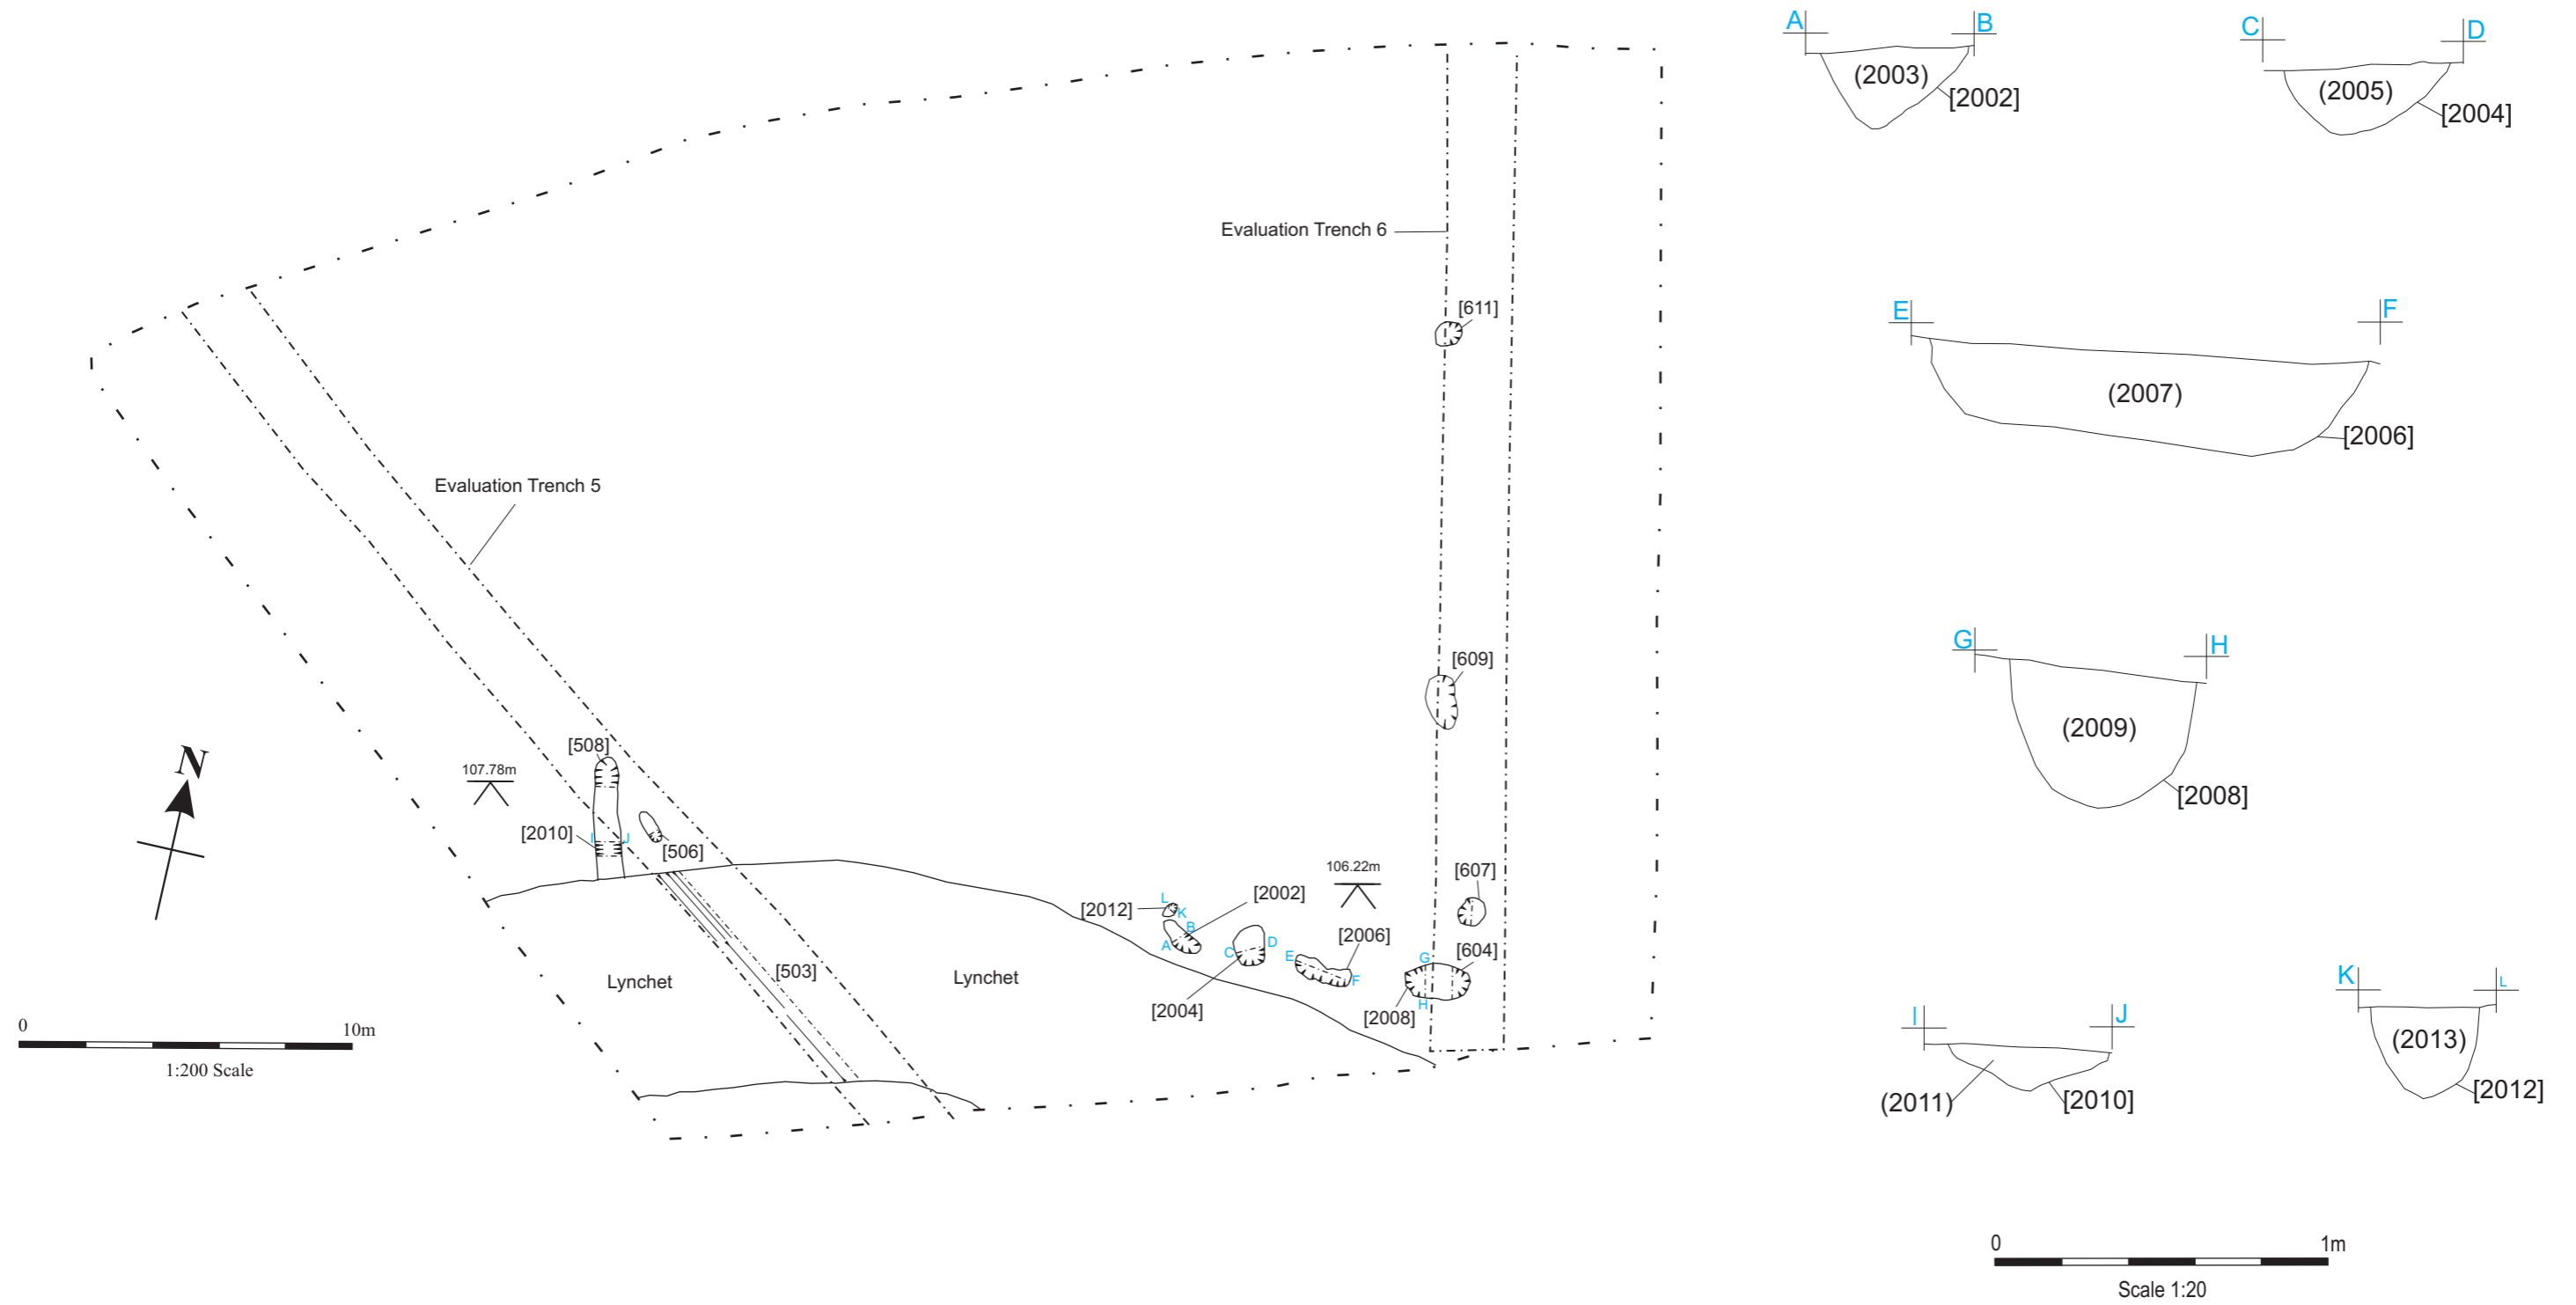 Evaluation Trench 6
[611]
Evaluation Trench 5
[609]
[508]
107.78m
[2010]
I
J
[506]
N
106.22m
[607]
L
K
[2012]
[2002]
B
A
[2006]
D
C
[604]
E
F
G
H
[503]
Lynchet
Lynchet
[2004]
[2008]
0
10m
1:200 Scale
A
B
(2003)
[2002]
C
D
(2005)
[2004]
E
F
(2007)
[2006]
G
H
(2009)
[2008]
I
J
(2011)
[2010]
K
L
(2013)
[2012]
0
1m
Scale 1:20